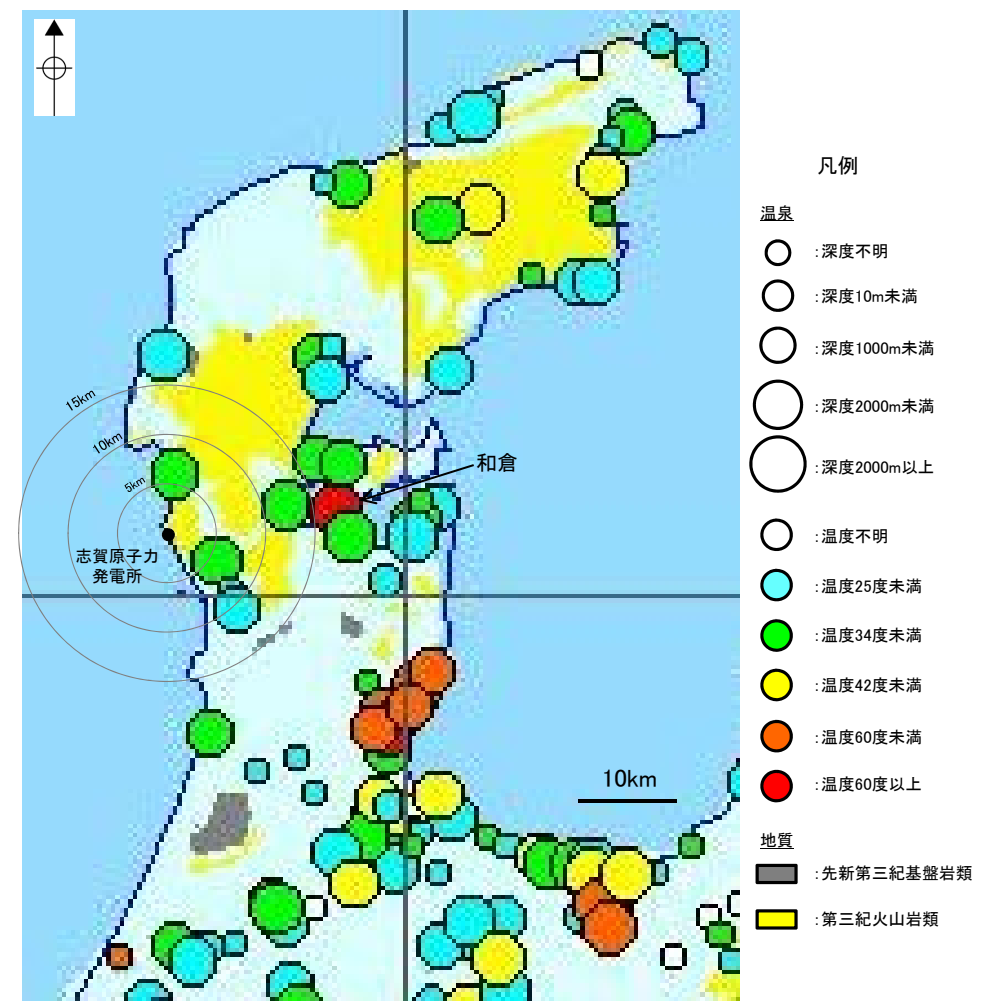 凡例
温泉
:深度不明
:深度10m未満
:深度1000m未満
:深度2000m未満
:深度2000m以上
:温度不明
:温度25度未満
:温度34度未満
:温度42度未満
:温度60度未満
:温度60度以上
地質
:先新第三紀基盤岩類
:第三紀火山岩類
15km
10km
5km
和倉
志賀原子力
発電所
10km